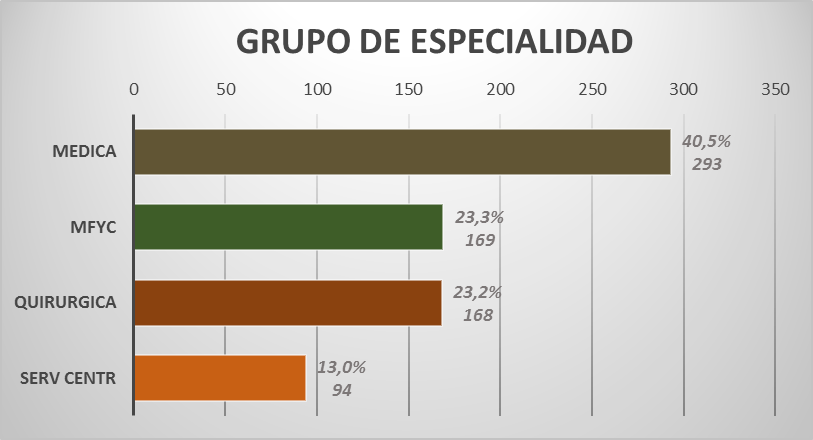 GRUPO DE ESPECIALIDAD
0 50 100 150 200 250 300 350
MEDICA
40,5%
293
MFYC
23,3%
169
QUIRURGICA
23,2%
168
SERV CENTR
13,0%
94